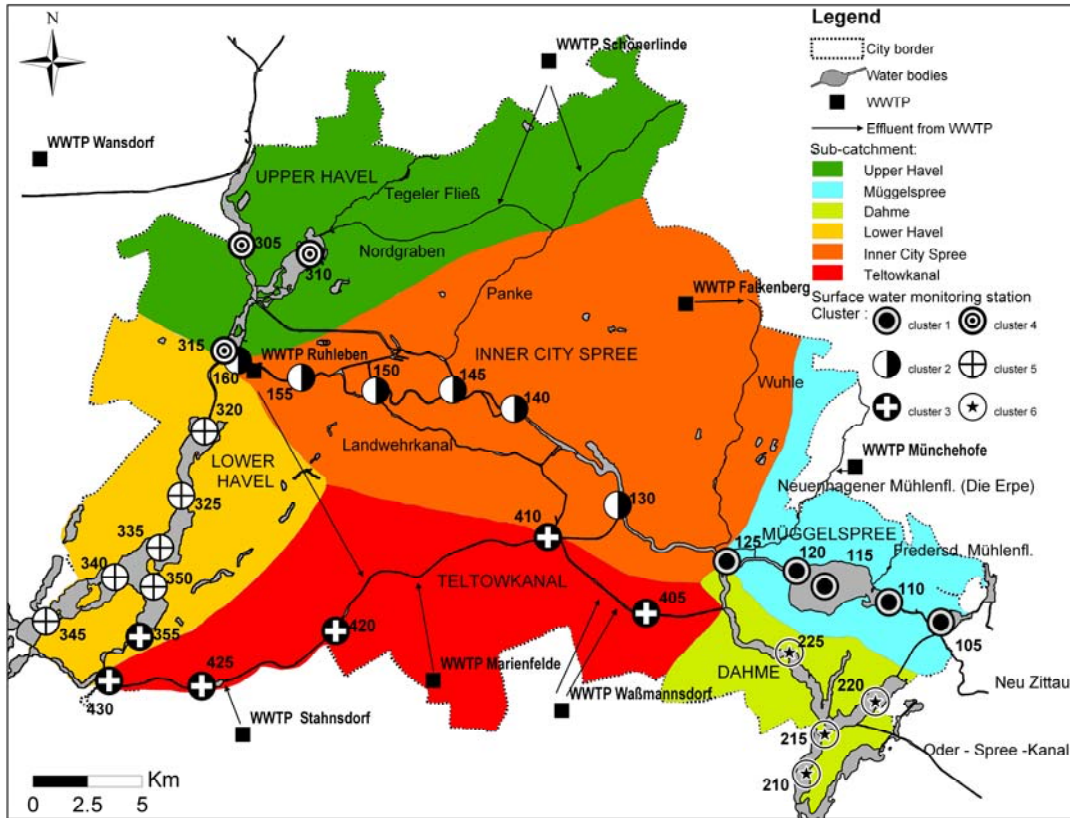 N
WWTP Schönerlinde
WWTP Wansdorf
UPPER HAVEL
Tegeler Fließ
305
310
Nordgraben
Panke
WWTP Falkenberg
INNER CITY SPREE
315
160
WWTP Ruhleben
155
150
145
140
Wuhle
320
Landwehrkanal
LOWER
HAVEL
WWTP Münchehofe
Neuenhagener Mühlenfl. (Die Erpe)
325
130
MÜGGELSPREE
335
410
125
120
115
Fredersd. Mühlenfl.
340
350
TELTOWKANAL
405
110
105
345
355
420
225
425
WWTP Marienfelde
DAHME
220
Neu Zittau
430
WWTP Stahnsdorf
WWTP Waßmannsdorf
215
Oder - Spree -Kanal
210
Km
0 2.5 5
Legend
City border
Water bodies
WWTP
Effluent from WWTP
Sub-catchment:
Upper Havel
Müggelspree
Dahme
Lower Havel
Inner City Spree
Teltowkanal
Surface water monitoring station
Cluster :
cluster 1
cluster 4
cluster 2
cluster 5
cluster 3
cluster 6